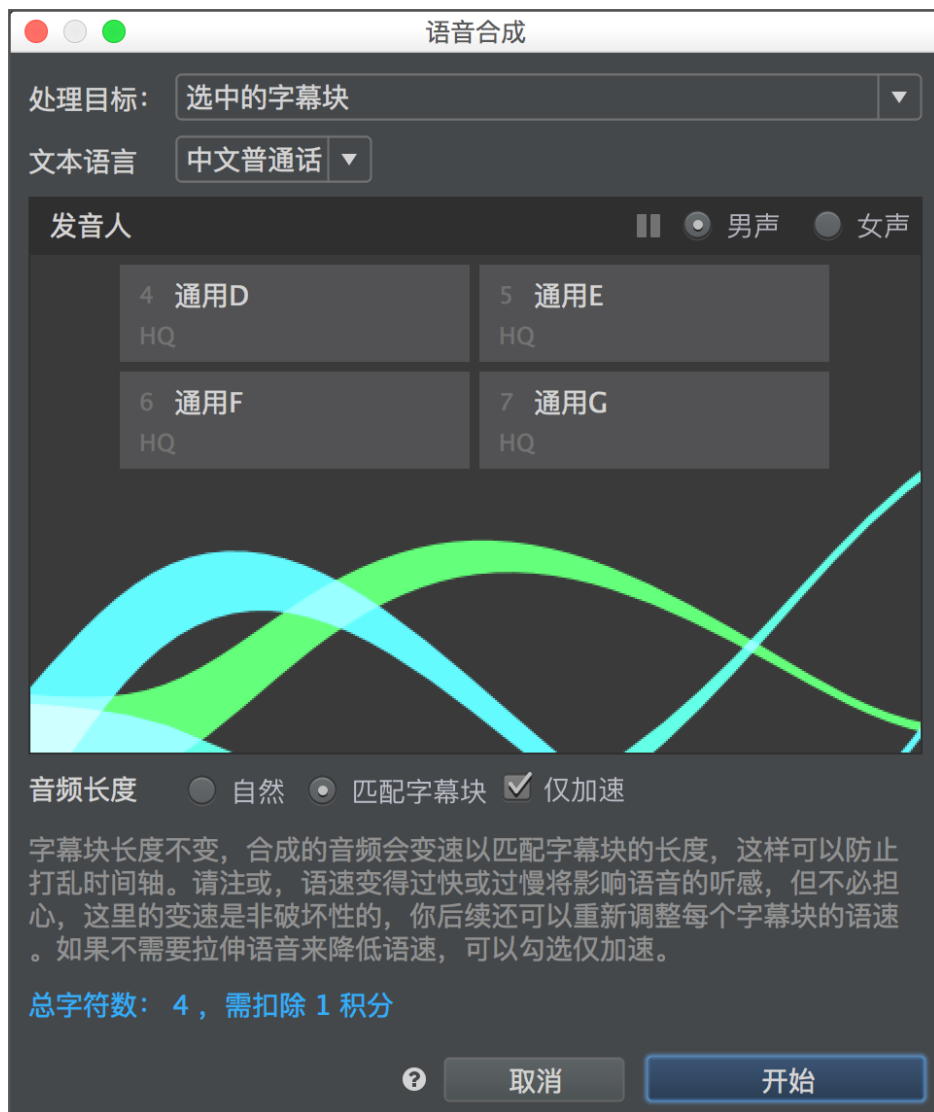 语音合成
处理目标： 选中的字幕块
文本语言 中文普通话
发音人 男声 女声
4 通用D 5 通用E
HQ HQ
6 通用F 7 通用G
HQ HQ
音频长度 自然 匹配字幕块 仅加速
字幕块长度不变，合成的音频会变速以匹配字幕块的长度，这样可以防止
打乱时间轴。请注或，语速变得过快或过慢将影响语音的听感，但不必担
心，这里的变速是非破坏性的，你后续还可以重新调整每个字幕块的语速
。如果不需要拉伸语音来降低语速，可以勾选仅加速。
总字符数： 4 ，需扣除 1 积分
? 取消 开始